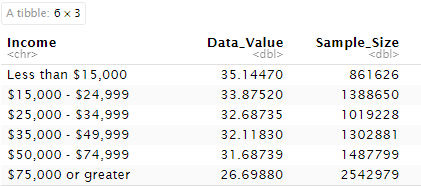 A tibble: 6 × 3
Income Data_Value Sample_Size
<chr> <dbl> <dbl>
Less than $15,000 35.14470 861626
$15,000 - $24,999 33.87520 1388650
$25,000 - $34,999 32.68735 1019228
$35,000 - $49,999 32.11830 1302881
$50,000 - $74,999 31.68739 1487799
$75,000 or greater 26.69880 2542979